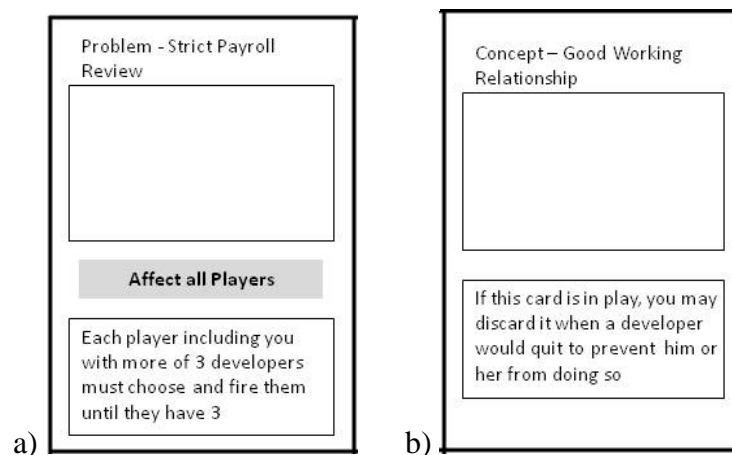 Problem - Strict Payroll
Review
Affect all Players
Each player including you
with more of 3 developers
must choose and fire them
until they have 3
a)
Concept – Good Working
Relationship
If this card is in play, you may
discard it when a developer
would quit to prevent him or
her from doing so
b)